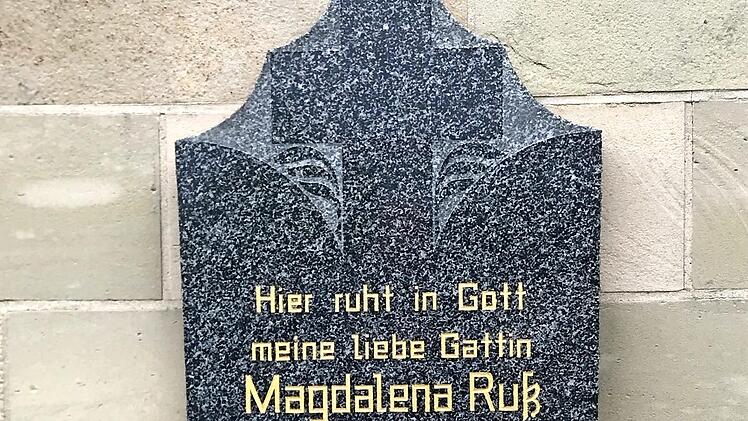 Hier ruht in Gott
meine liebe Gattin
Magdalena Ruß